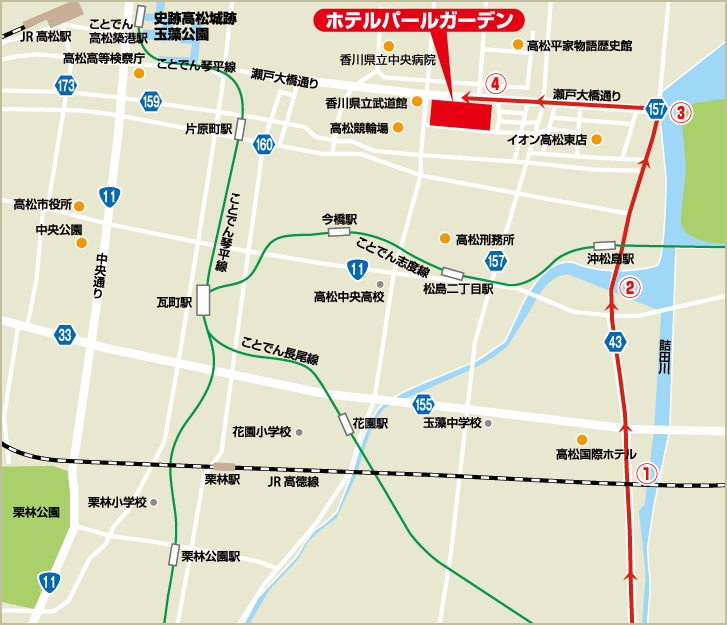 ホテルパールガーデン
ことでん
高松築港駅
史跡高松城跡
玉藻公園
JR 高松駅
高松高等検察庁
ことでん琴平線
瀬戸大橋通り
香川県立中央病院
高松平家物語歴史館
173
159
香川県立武道館
④
瀬戸大橋通り
157
③
片原町駅
160
高松競輪場
イオン高松東店
11
高松市役所
中央公園
ことでん琴平線
今橋駅
ことでん志度線
高松刑務所
157
沖松島駅
中央通り
11
高松中央高校
松島二丁目駅
②
瓦町駅
33
ことでん長尾線
43
詰田川
155
花園小学校
花園駅
玉藻中学校
高松国際ホテル
栗林駅
JR 高徳線
①
栗林公園
栗林小学校
栗林公園駅
11